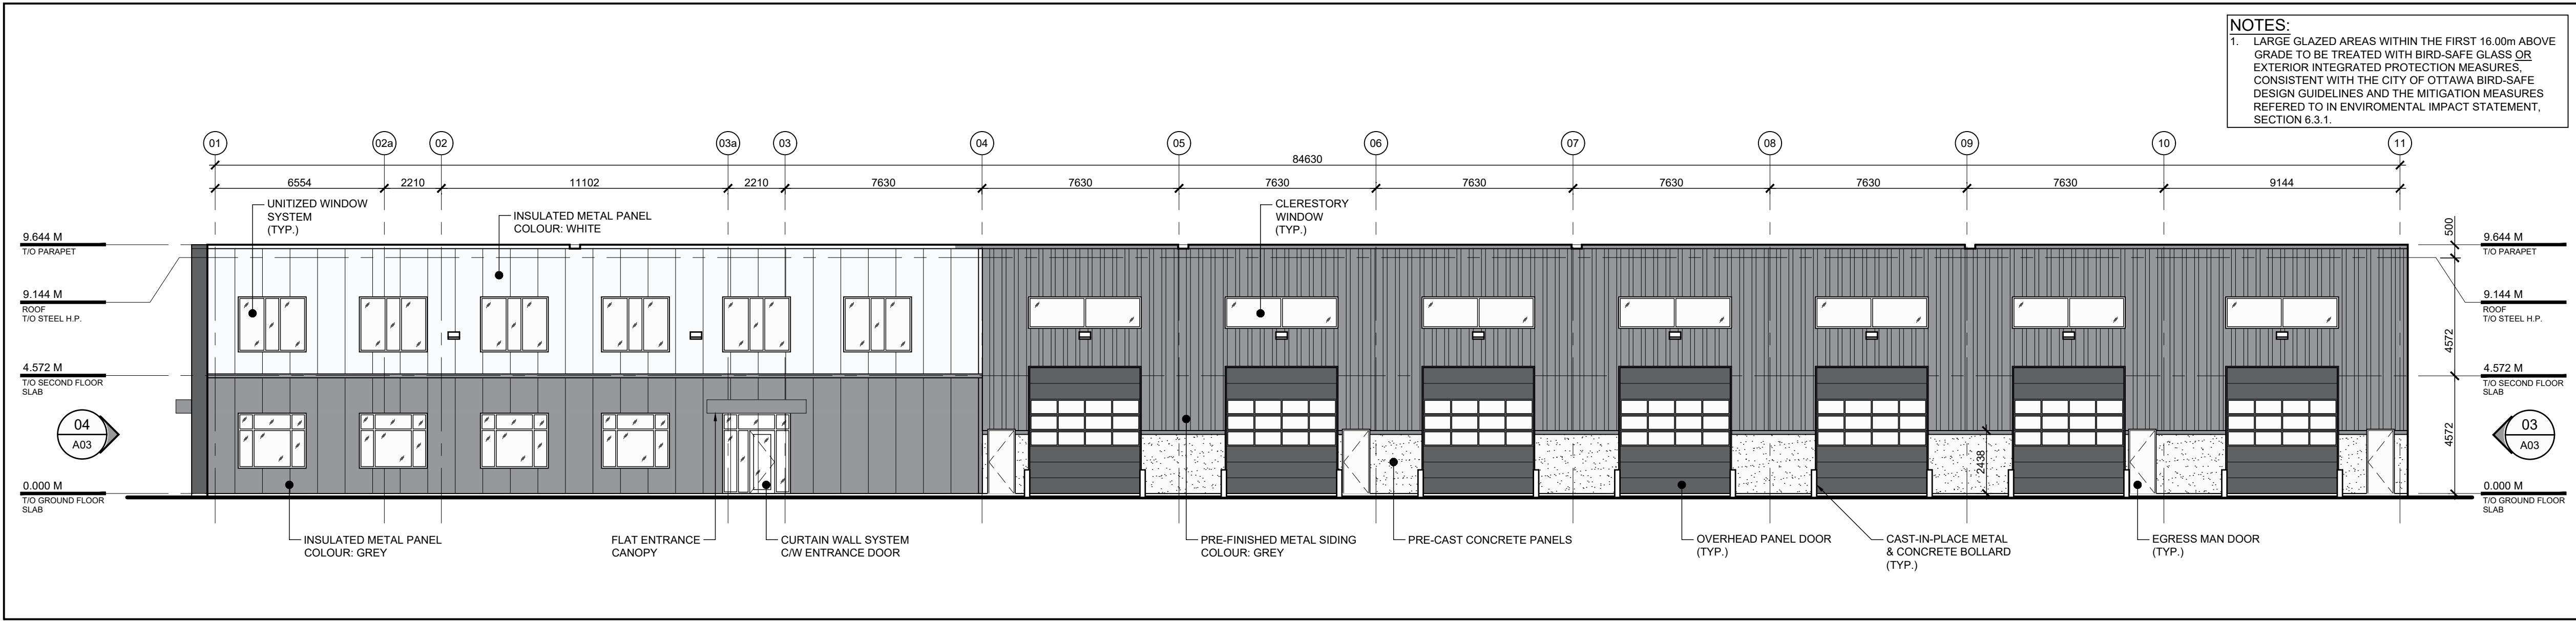 NOTES:
1. LARGE GLAZED AREAS WITHIN THE FIRST 16.00m ABOVE
GRADE TO BE TREATED WITH BIRD-SAFE GLASS OR
EXTERIOR INTEGRATED PROTECTION MEASURES,
CONSISTENT WITH THE CITY OF OTTAWA BIRD-SAFE
DESIGN GUIDELINES AND THE MITIGATION MEASURES
REFERED TO IN ENVIROMENTAL IMPACT STATEMENT,
SECTION 6.3.1.
01 02a 02 03a 03 04 05 06 07 08 09 10 11
84630
6554 2210 11102 2210 7630 7630 7630 7630 7630 7630 7630 9144
UNITIZED WINDOW
SYSTEM
(TYP.)
INSULATED METAL PANEL
COLOUR: WHITE
CLERESTORY
WINDOW
(TYP.)
9.644 M
T/O PARAPET
9.144 M
ROOF
T/O STEEL H.P.
4.572 M
T/O SECOND FLOOR
SLAB
04
A03
0.000 M
T/O GROUND FLOOR
SLAB
2438
500
4572
4572
9.644 M
T/O PARAPET
9.144 M
ROOF
T/O STEEL H.P.
4.572 M
T/O SECOND FLOOR
SLAB
03
A03
0.000 M
T/O GROUND FLOOR
SLAB
INSULATED METAL PANEL
COLOUR: GREY
FLAT ENTRANCE
CANOPY
CURTAIN WALL SYSTEM
C/W ENTRANCE DOOR
PRE-FINISHED METAL SIDING
COLOUR: GREY
PRE-CAST CONCRETE PANELS
OVERHEAD PANEL DOOR
(TYP.)
CAST-IN-PLACE METAL
& CONCRETE BOLLARD
(TYP.)
EGRESS MAN DOOR
(TYP.)